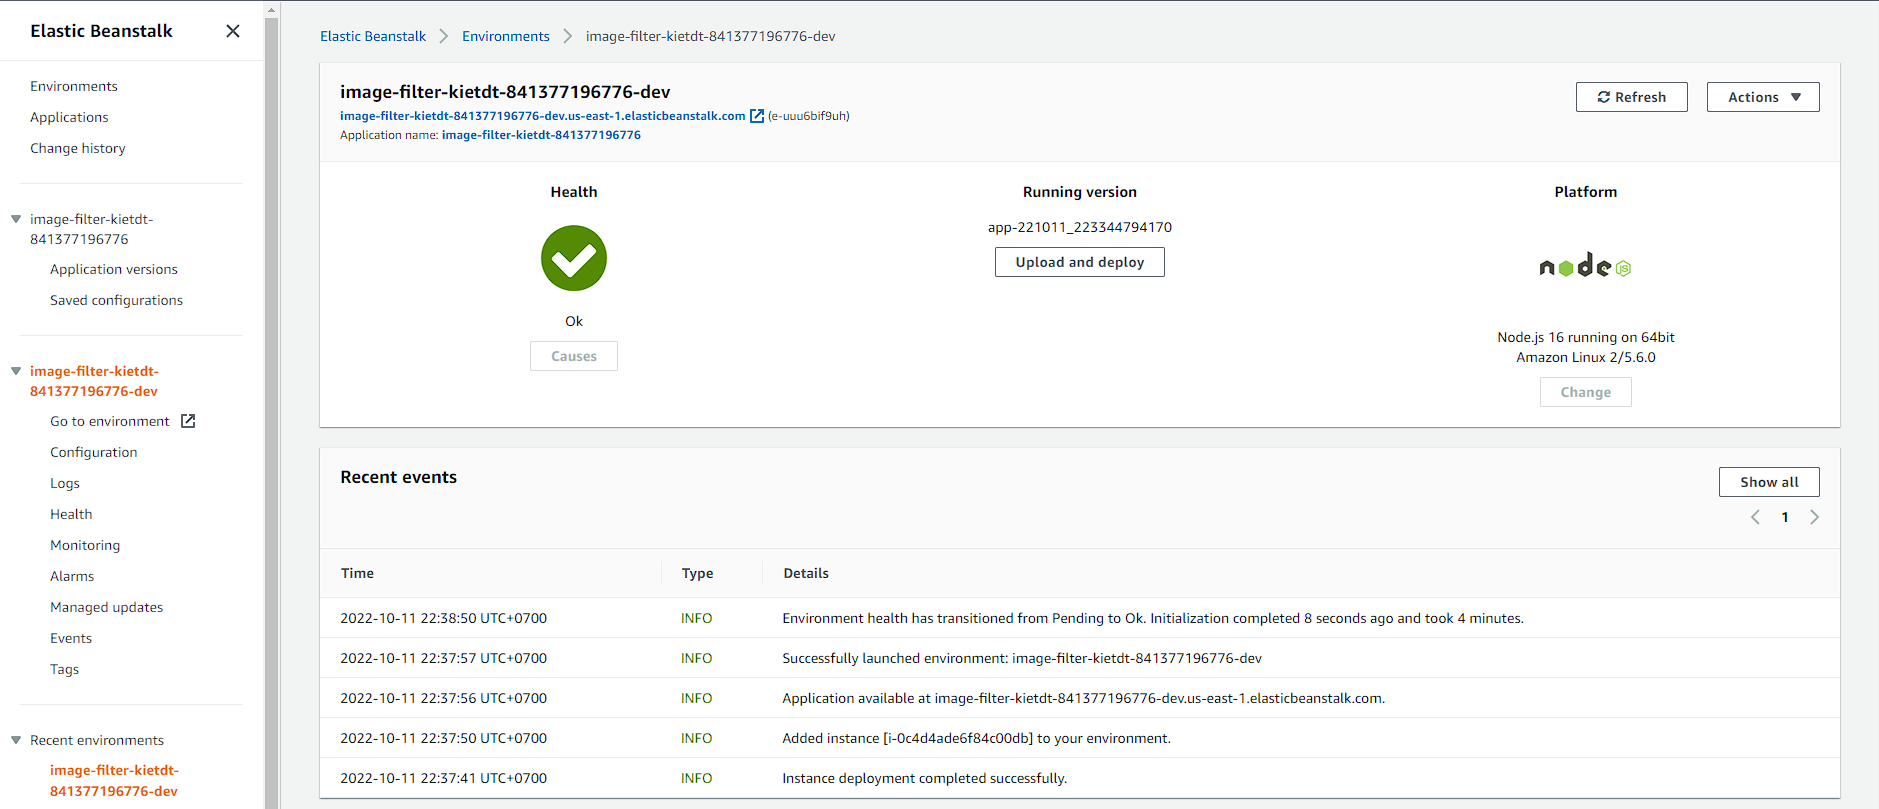 Elastic Beanstalk
Environments
Applications
Change history
image-filter-kietdt-
841377196776
Application versions
Saved configurations
image-filter-kietdt-
841377196776-dev
Go to environment
Configuration
Logs
Health
Monitoring
Alarms
Managed updates
Events
Tags
Recent environments
image-filter-kietdt-
841377196776-dev
Elastic Beanstalk Environments image-filter-kietdt-841377196776-dev
image-filter-kietdt-841377196776-dev
image-filter-kietdt-841377196776-dev.us-east-1.elasticbeanstalk.com (e-uuu6bif9uh)
Application name: image-filter-kietdt-841377196776
Refresh
Actions
Health
Ok
Causes
Running version
app-221011_223344794170
Upload and deploy
Platform
node JS
Node.js 16 running on 64bit
Amazon Linux 2/5.6.0
Change
Recent events
Show all
1
Time Type Details
2022-10-11 22:38:50 UTC+0700 INFO Environment health has transitioned from Pending to Ok. Initialization completed 8 seconds ago and took 4 minutes.
2022-10-11 22:37:57 UTC+0700 INFO Successfully launched environment: image-filter-kietdt-841377196776-dev
2022-10-11 22:37:56 UTC+0700 INFO Application available at image-filter-kietdt-841377196776-dev.us-east-1.elasticbeanstalk.com.
2022-10-11 22:37:50 UTC+0700 INFO Added instance [i-0c4d4ade6f84c00db] to your environment.
2022-10-11 22:37:41 UTC+0700 INFO Instance deployment completed successfully.